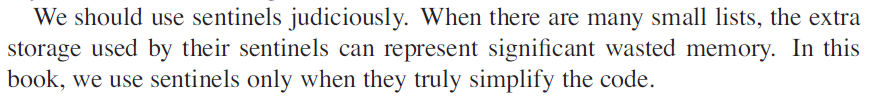 We should use sentinels judiciously. When there are many small lists, the extra
storage used by their sentinels can represent significant wasted memory. In this
book, we use sentinels only when they truly simplify the code.